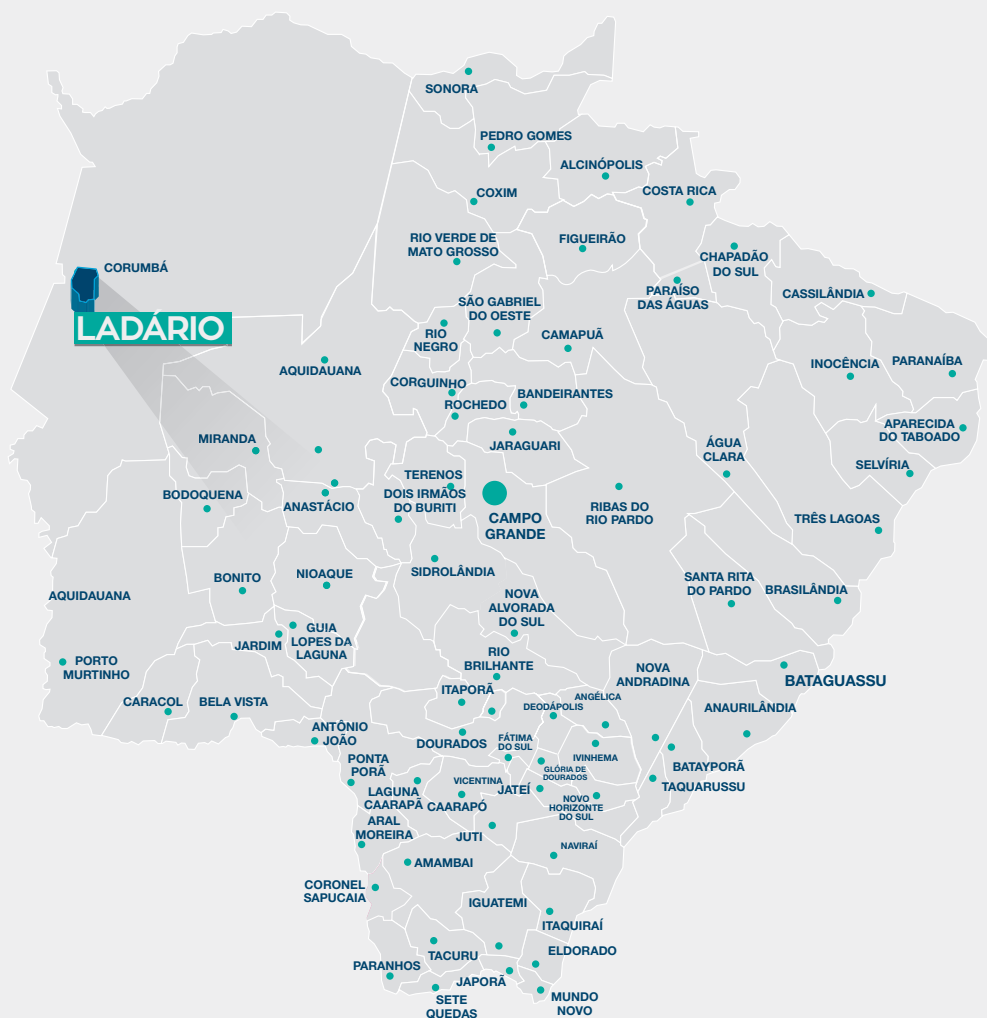 SONORA
PEDRO GOMES
ALCINÓPOLIS
COSTA RICA
COXIM
RIO VERDE DE
MATO GROSSO
FIGUEIRÃO
CHAPADÃO
DO SUL
CORUMBÁ
PARAÍSO
DAS ÁGUAS
CASSILÂNDIA
LADÁRIO
SÃO GABRIEL
DO OESTE
RIO
NEGRO
CAMAPUÃ
AQUIDAUANA
INOCÊNCIA
PARANAÍBA
CORGUINHO
ROCHEDO
BANDEIRANTES
APARECIDA
DO TABOADO
MIRANDA
JARAGUARI
ÁGUA
CLARA
SELVÍRIA
TERENOS
BODOQUENA
ANASTÁCIO
DOIS IRMÃOS
DO BURITI
CAMPO
GRANDE
RIBAS DO
RIO PARDO
TRÊS LAGOAS
SIDROLÂNDIA
BONITO
NIOAQUE
SANTA RITA
DO PARDO
BRASILÂNDIA
AQUIDAUANA
NOVA
ALVORADA
DO SUL
JARDIM
GUIA
LOPES DA
LAGUNA
PORTO
MURTINHO
RIO
BRILHANTE
NOVA
ANDRADINA
BATAGUASSU
CARACOL
BELA VISTA
ITAPORÃ
DEODÁPOLIS
ANGÉLICA
ANAURILÂNDIA
ANTÔNIO
JOÃO
DOURADOS
FÁTIMA
DO SUL
IVINHEMA
BATAYPORÃ
PONTA
PORÃ
LAGUNA
CAARAPÃ
VICENTINA
CAARAPÓ
JATEÍ
GLÓRIA DE
DOURADOS
TAQUARUSSU
NOVO
HORIZONTE
DO SUL
ARAL
MOREIRA
JUTI
NAVIRAÍ
AMAMBAI
CORONEL
SAPUCAIA
IGUATEMI
ITAQUIRAÍ
TACURU
ELDORADO
PARANHOS
JAPORÃ
SETE
QUEDAS
MUNDO
NOVO